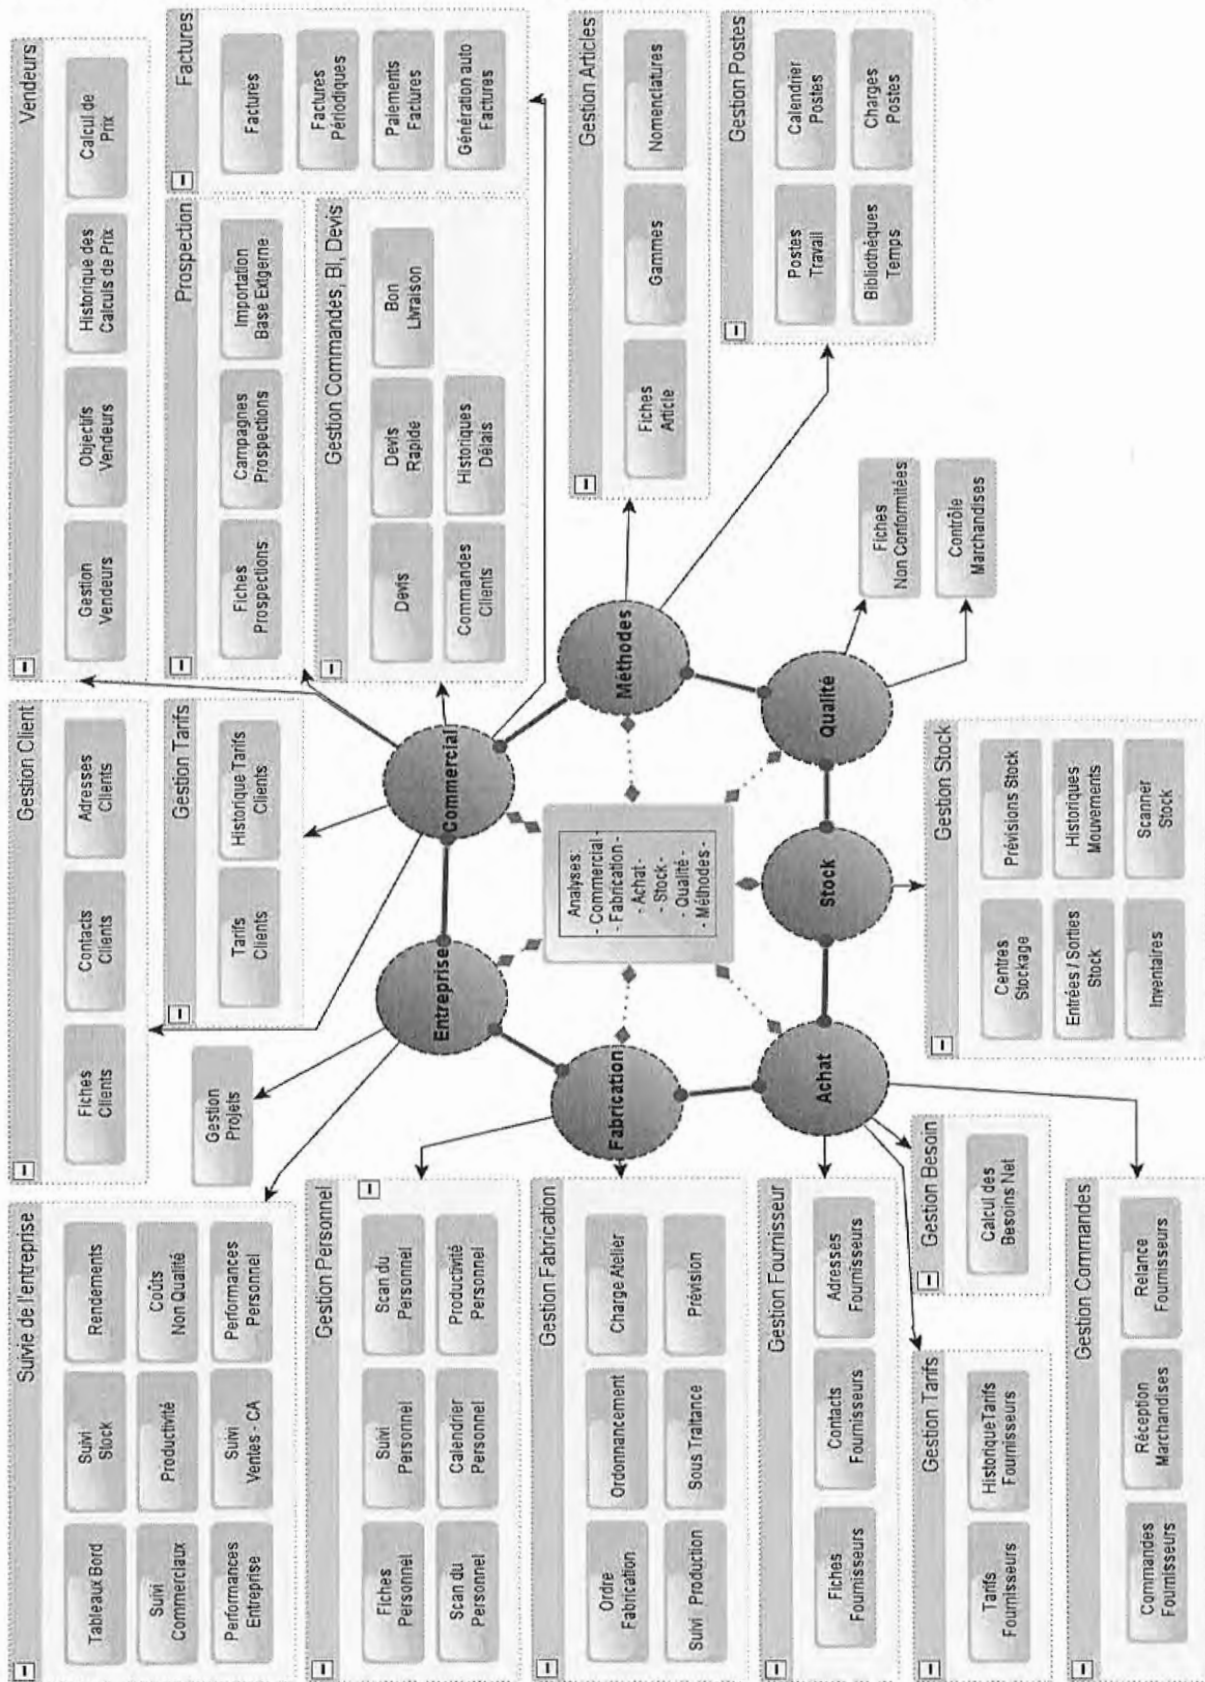 Suivie de l'entreprise
Tableaux Bord
Suivi
Stock
Rendements
Suivi
Commerciaux
Productivité
Coûts
Non Qualité
Performances
Entreprise
Suivi
Ventes - CA
Performances
Personnel
Gestion Client
Fiches
Clients
Contacts
Clients
Adresses
Clients
Vendeurs
Gestion
Vendeurs
Objectifs
Vendeurs
Historique des
Calculs de Prix
Calcul de
Prix
Gestion
Projets
Gestion Tarifs
Tarifs
Clients
Historique Tarifs
Clients
Prospection
Fiches
Prospections
Campagnes
Prospections
Importation
Base Extgerne
Factures
Factures
Factures
Périodiques
Paiements
Factures
Génération auto
Factures
Gestion Commandes, Bl, Devis
Devis
Devis
Rapide
Bon
Livraison
Commandes
Clients
Historiques
Délais
Gestion Personnel
Fiches
Personnel
Suivi
Personnel
Scan du
Personnel
Scan du
Personnel
Calendrier
Personnel
Productivité
Personnel
Entreprise
Commercial
Gestion Fabrication
Ordre
Fabrication
Ordonnancement
Charge Atelier
Suivi Production
Sous Traitance
Prévision
Fabrication
Analyses:
- Commercial -
- Fabrication -
- Achat -
- Stock -
- Qualité -
- Méthodes -
Méthodes
Gestion Articles
Fiches
Article
Gammes
Nomenclatures
Gestion Postes
Postes
Travail
Calendrier
Postes
Bibliothèques
Temps
Charges
Postes
Gestion Fournisseur
Fiches
Fournisseurs
Contacts
Fournisseurs
Adresses
Fournisseurs
Achat
Stock
Qualité
Fiches
Non Conformitées
Contrôle
Marchandises
Gestion Tarifs
Tarifs
Fournisseurs
HistoriqueTarifs
Fournisseurs
Gestion Besoin
Calcul des
Besoins Net
Gestion Stock
Centres
Stockage
Prévisions Stock
Entrées / Sorties
Stock
Historiques
Mouvements
Inventaires
Scanner
Stock
Gestion Commandes
Commandes
Fournisseurs
Réception
Marchandises
Relance
Fournisseurs